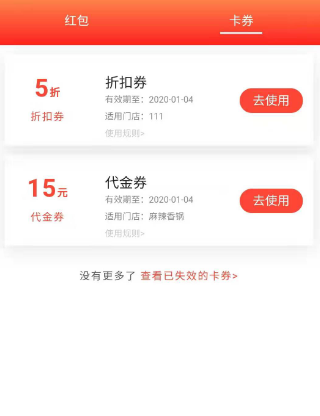 红包 卡券
5折 折扣券
折扣券
有效期至：2020-01-04
适用门店：111
使用规则>
去使用
15元 代金券
代金券
有效期至：2020-01-04
适用门店：麻辣香锅
使用规则>
去使用
没有更多了 查看已失效的卡券>